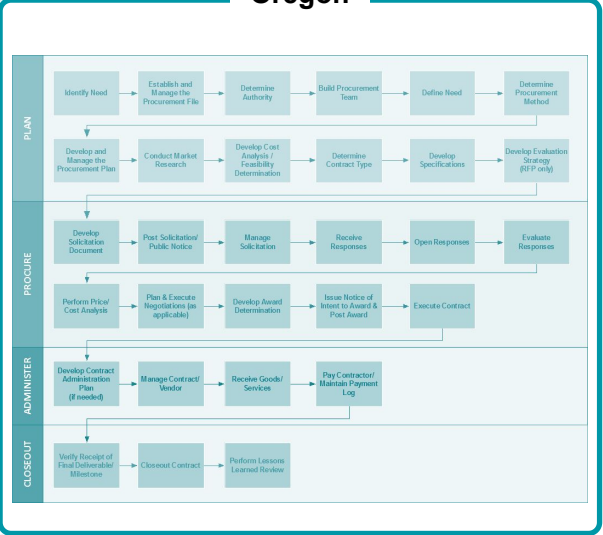 Oregon
PLAN
Identify Need
Establish and
Manage the
Procurement File
Determine
Authority
Build Procurement
Team
Define Need
Determine
Procurement
Method
Develop and
Manage the
Procurement Plan
Conduct Market
Research
Develop Cost
Analysis /
Feasibility
Determination
Determine
Contract Type
Develop
Specifications
Develop Evaluation
Strategy
(RFP only)
PROCURE
Develop
Solicitation
Document
Post Solicitation/
Public Notice
Manage
Solicitation
Receive
Responses
Open Responses
Evaluate
Responses
Perform Price/
Cost Analysis
Plan & Execute
Negotiations (as
applicable)
Develop Award
Determination
Issue Notice of
Intent to Award &
Post Award
Execute Contract
ADMINISTER
Develop Contract
Administration
Plan
(if needed)
Manage Contract/
Vendor
Receive Goods/
Services
Pay Contractor/
Maintain Payment
Log
CLOSEOUT
Verify Receipt of
Final Deliverable/
Milestone
Closeout Contract
Perform Lessons
Learned Review